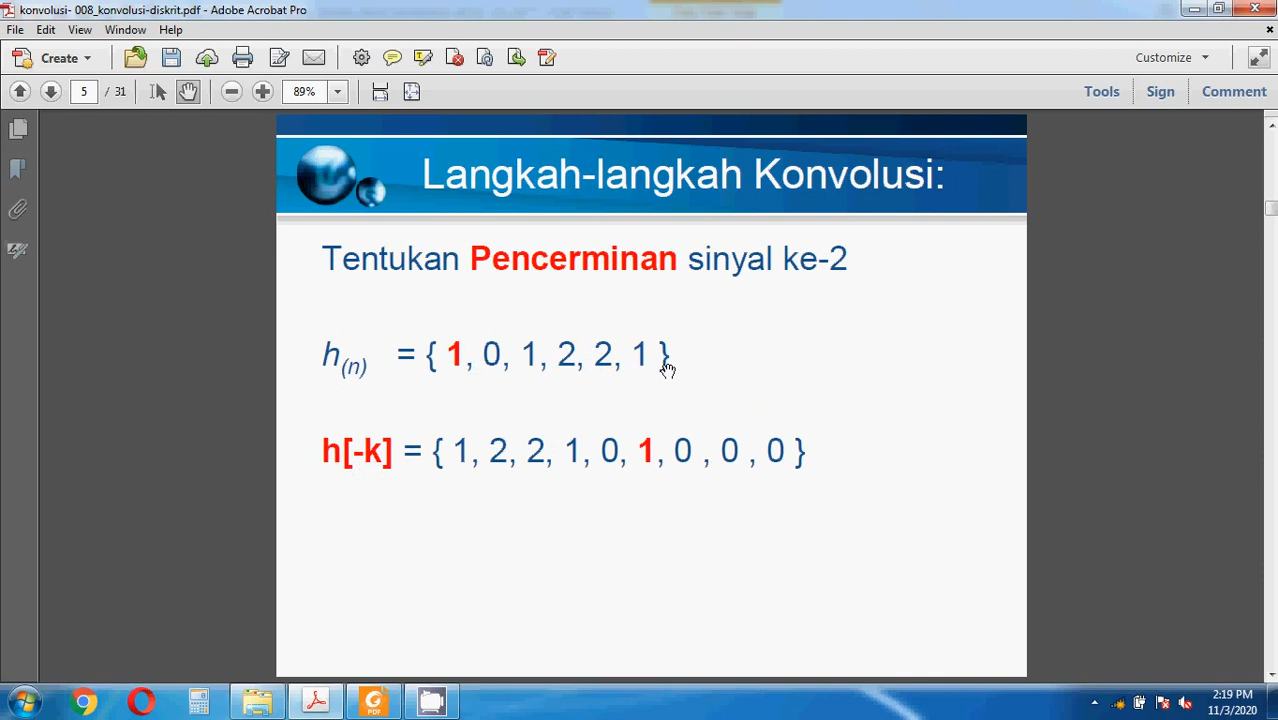 konvolusi- 008_konvolusi-diskrit.pdf - Adobe Acrobat Pro
File Edit View Window Help
Create Customize
5 / 31 89% Tools Sign Comment
Langkah-langkah Konvolusi:
Tentukan Pencerminan sinyal ke-2
h(n) = { 1, 0, 1, 2, 2, 1 }
h[-k] = { 1, 2, 2, 1, 0, 1, 0 , 0 , 0 }
PDF
2:19 PM
11/3/2020